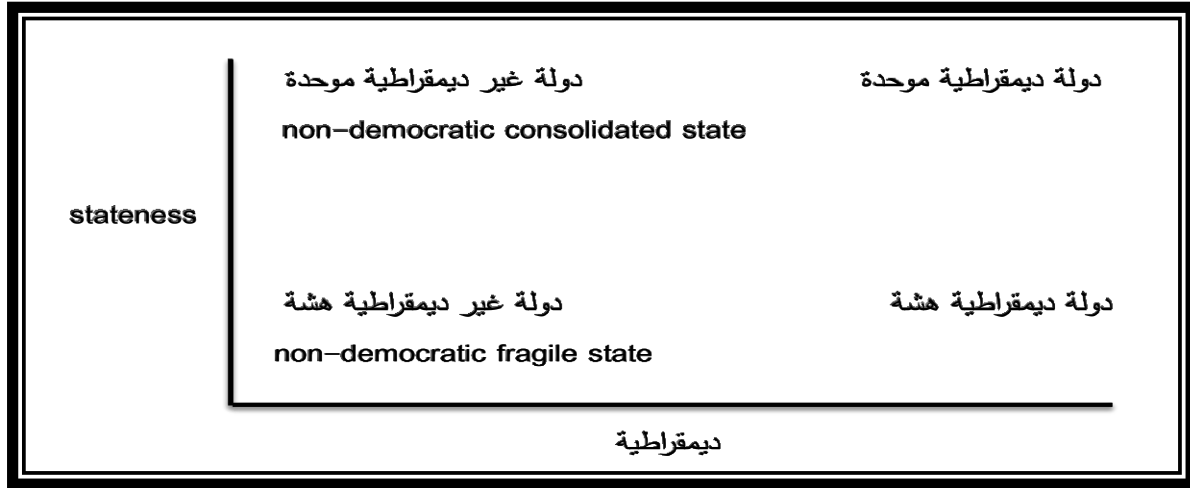 دولة غير ديمقراطية موحدة
دولة ديمقراطية موحدة
non-democratic consolidated state
stateness
دولة غير ديمقراطية هشة
دولة ديمقراطية هشة
non-democratic fragile state
ديمقراطية